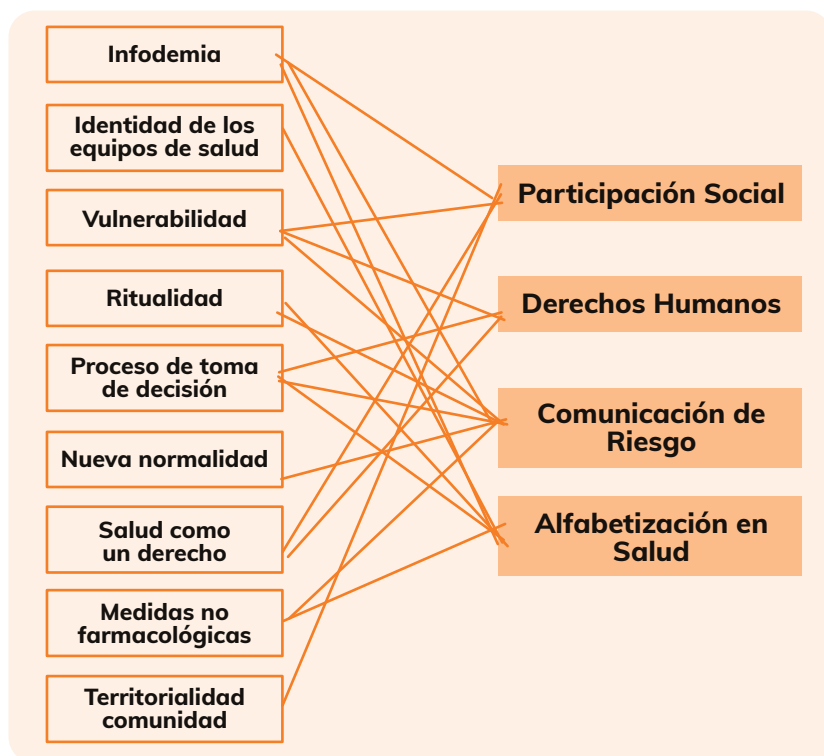 Infodemia
Identidad de los
equipos de salud
Vulnerabilidad
Ritualidad
Proceso de toma
de decisión
Nueva normalidad
Salud como
un derecho
Medidas no
farmacológicas
Territorialidad
comunidad
Participación Social
Derechos Humanos
Comunicación de
Riesgo
Alfabetización en
Salud